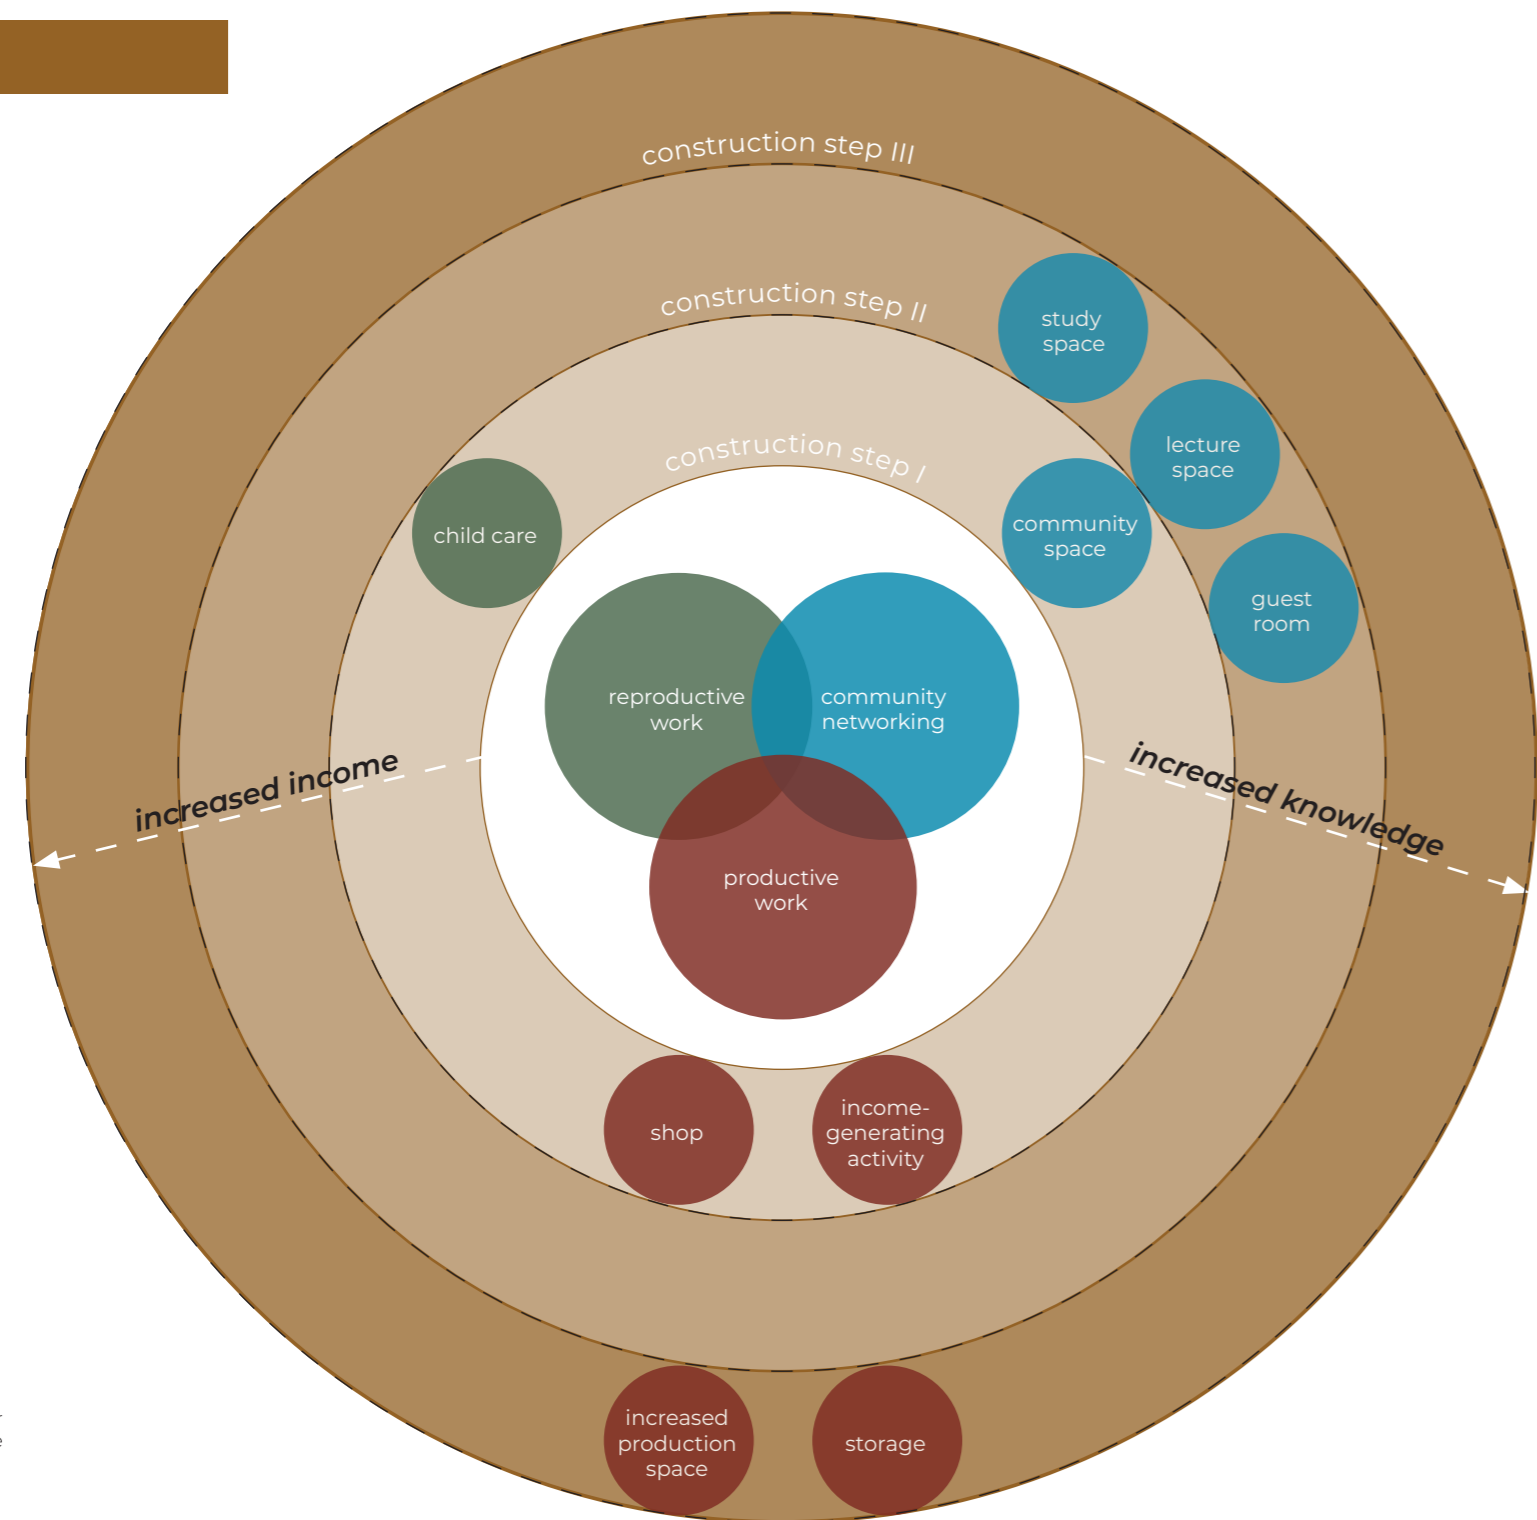 construction step III
construction step II
construction step I
study
space
lecture
space
community
space
guest
room
child care
reproductive
work
community
networking
productive
work
increased income
increased knowledge
shop
income-
generating
activity
increased
production
space
storage